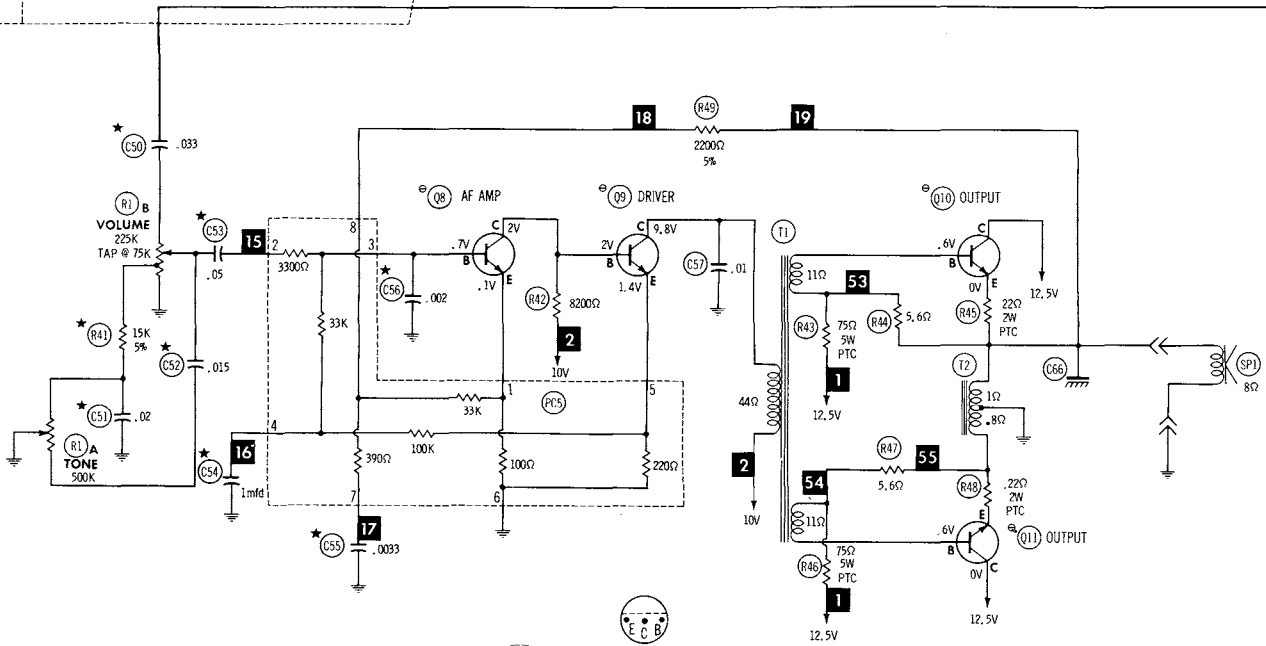 18
R49
19
2200Ω
5%
★
C50
.033
R1 B
VOLUME
225K
TAP @ 75K
★
C53
.05
15
2
3300Ω
8
3
⊖ Q8 AF AMP
.7V
B
C
2V
E
.1V
★
C56
.002
R42
8200Ω
2
10V
⊖ Q9 DRIVER
2V
B
C
9.8V
E
1.4V
C57
.01
T1
44Ω
2
10V
11Ω
53
R43
75Ω
5W
PTC
1
12.5V
R44
5.6Ω
⊖ Q10 OUTPUT
.6V
B
C
0V
E
12.5V
R45
22Ω
2W
PTC
C66
SP1
8Ω
T2
1Ω
.8Ω
R47
5.6Ω
55
54
11Ω
R48
.22Ω
2W
PTC
R46
75Ω
5W
PTC
1
12.5V
.6V
B
E
0V
C
⊖ Q11 OUTPUT
12.5V
★
R41
15K
5%
★
C52
.015
★
C51
.02
R1 A
TONE
500K
33K
4
16
★
C54
1mfd
33K
1
PC5
5
100K
390Ω
100Ω
220Ω
7
6
17
★
C55
.0033
E C B